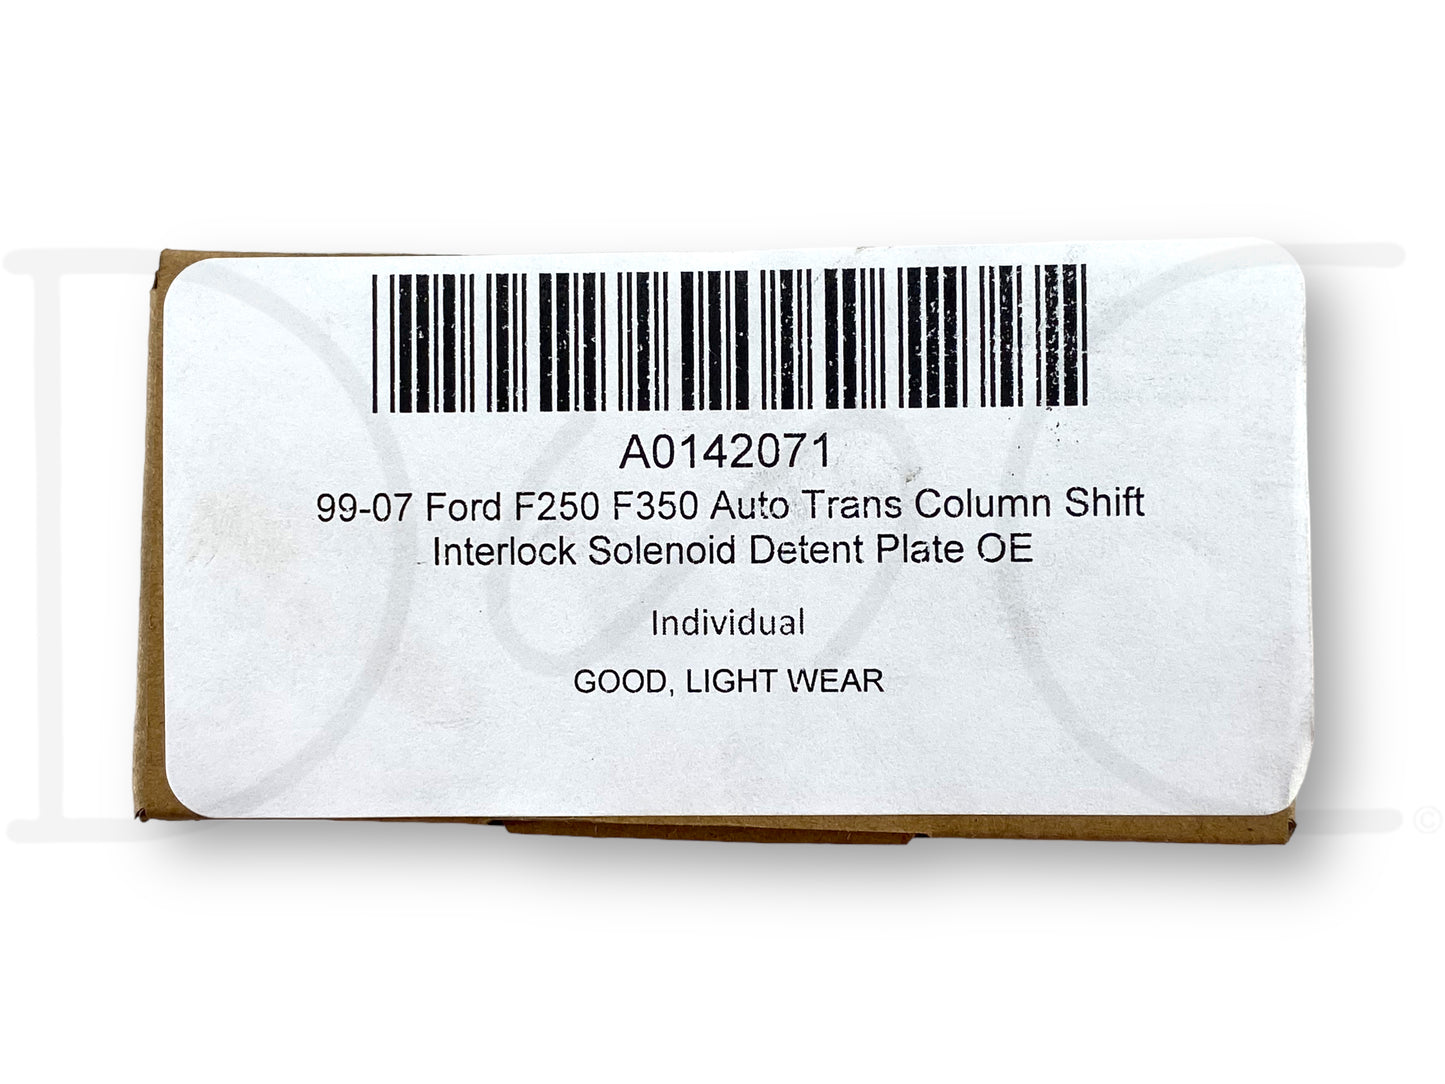 A0142071
99-07 Ford F250 F350 Auto Trans Column Shift
Interlock Solenoid Detent Plate OE
Individual
GOOD, LIGHT WEAR
©